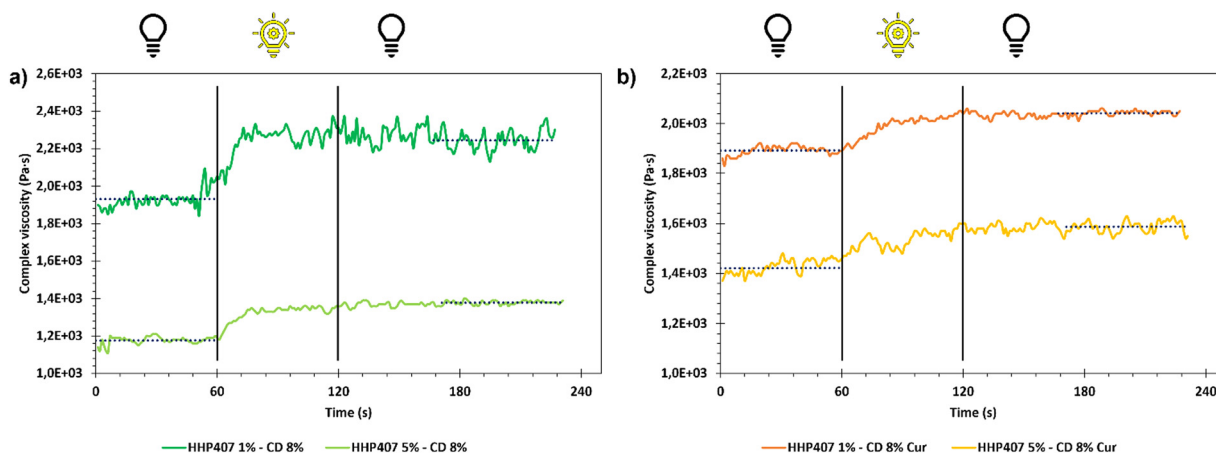 a)
2,6E+03
2,4E+03
2,2E+03
2,0E+03
1,8E+03
1,6E+03
1,4E+03
1,2E+03
1,0E+03
Complex viscosity (Pa·s)
0
60
120
180
240
Time (s)
HHP407 1% - CD 8%
HHP407 5% - CD 8%
b)
2,2E+03
2,0E+03
1,8E+03
1,6E+03
1,4E+03
1,2E+03
1,0E+03
Complex viscosity (Pa·s)
0
60
120
180
240
Time (s)
HHP407 1% - CD 8% Cur
HHP407 5% - CD 8% Cur